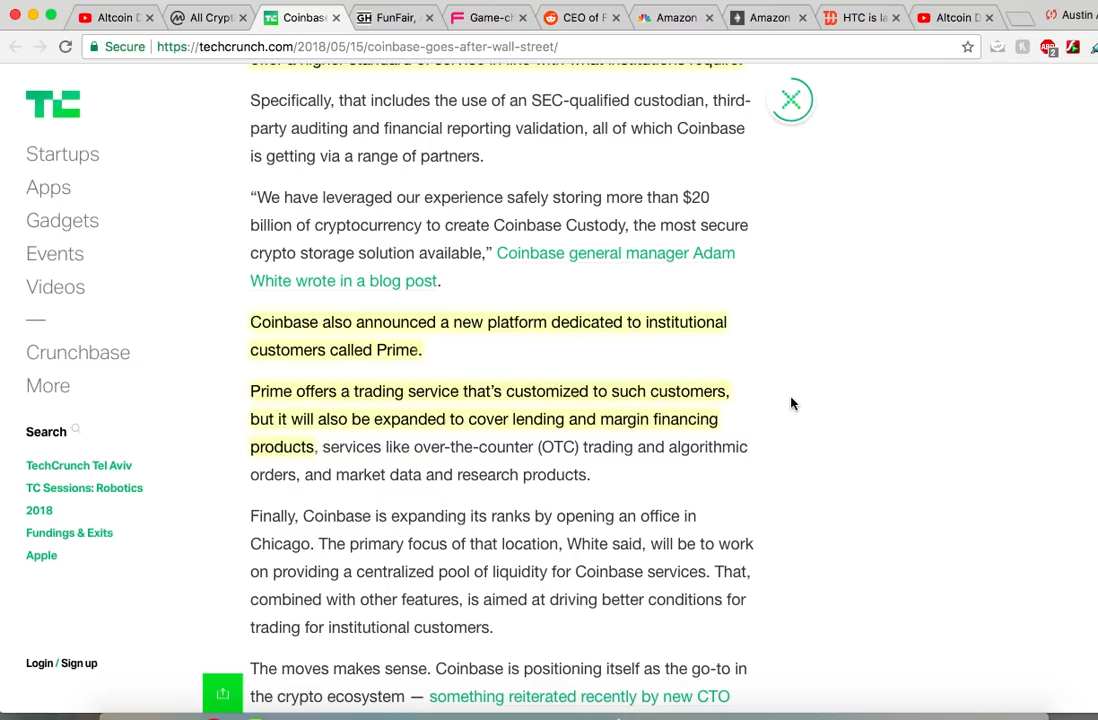 Altcoin D
All Crypt
Coinbase
FunFair,
Game-ch
CEO of F
Amazon
Amazon
HTC is la
Altcoin D
Austin
Secure
https://techcrunch.com/2018/05/15/coinbase-goes-after-wall-street/
TC
Startups
Apps
Gadgets
Events
Videos
—
Crunchbase
More
Search
TechCrunch Tel Aviv
TC Sessions: Robotics
2018
Fundings & Exits
Apple
Login / Sign up
offer a higher standard of service in line with what institutions require.
Specifically, that includes the use of an SEC-qualified custodian, third-
party auditing and financial reporting validation, all of which Coinbase
is getting via a range of partners.
“We have leveraged our experience safely storing more than $20
billion of cryptocurrency to create Coinbase Custody, the most secure
crypto storage solution available,” Coinbase general manager Adam
White wrote in a blog post.
Coinbase also announced a new platform dedicated to institutional
customers called Prime.
Prime offers a trading service that’s customized to such customers,
but it will also be expanded to cover lending and margin financing
products, services like over-the-counter (OTC) trading and algorithmic
orders, and market data and research products.
Finally, Coinbase is expanding its ranks by opening an office in
Chicago. The primary focus of that location, White said, will be to work
on providing a centralized pool of liquidity for Coinbase services. That,
combined with other features, is aimed at driving better conditions for
trading for institutional customers.
The moves makes sense. Coinbase is positioning itself as the go-to in
the crypto ecosystem — something reiterated recently by new CTO